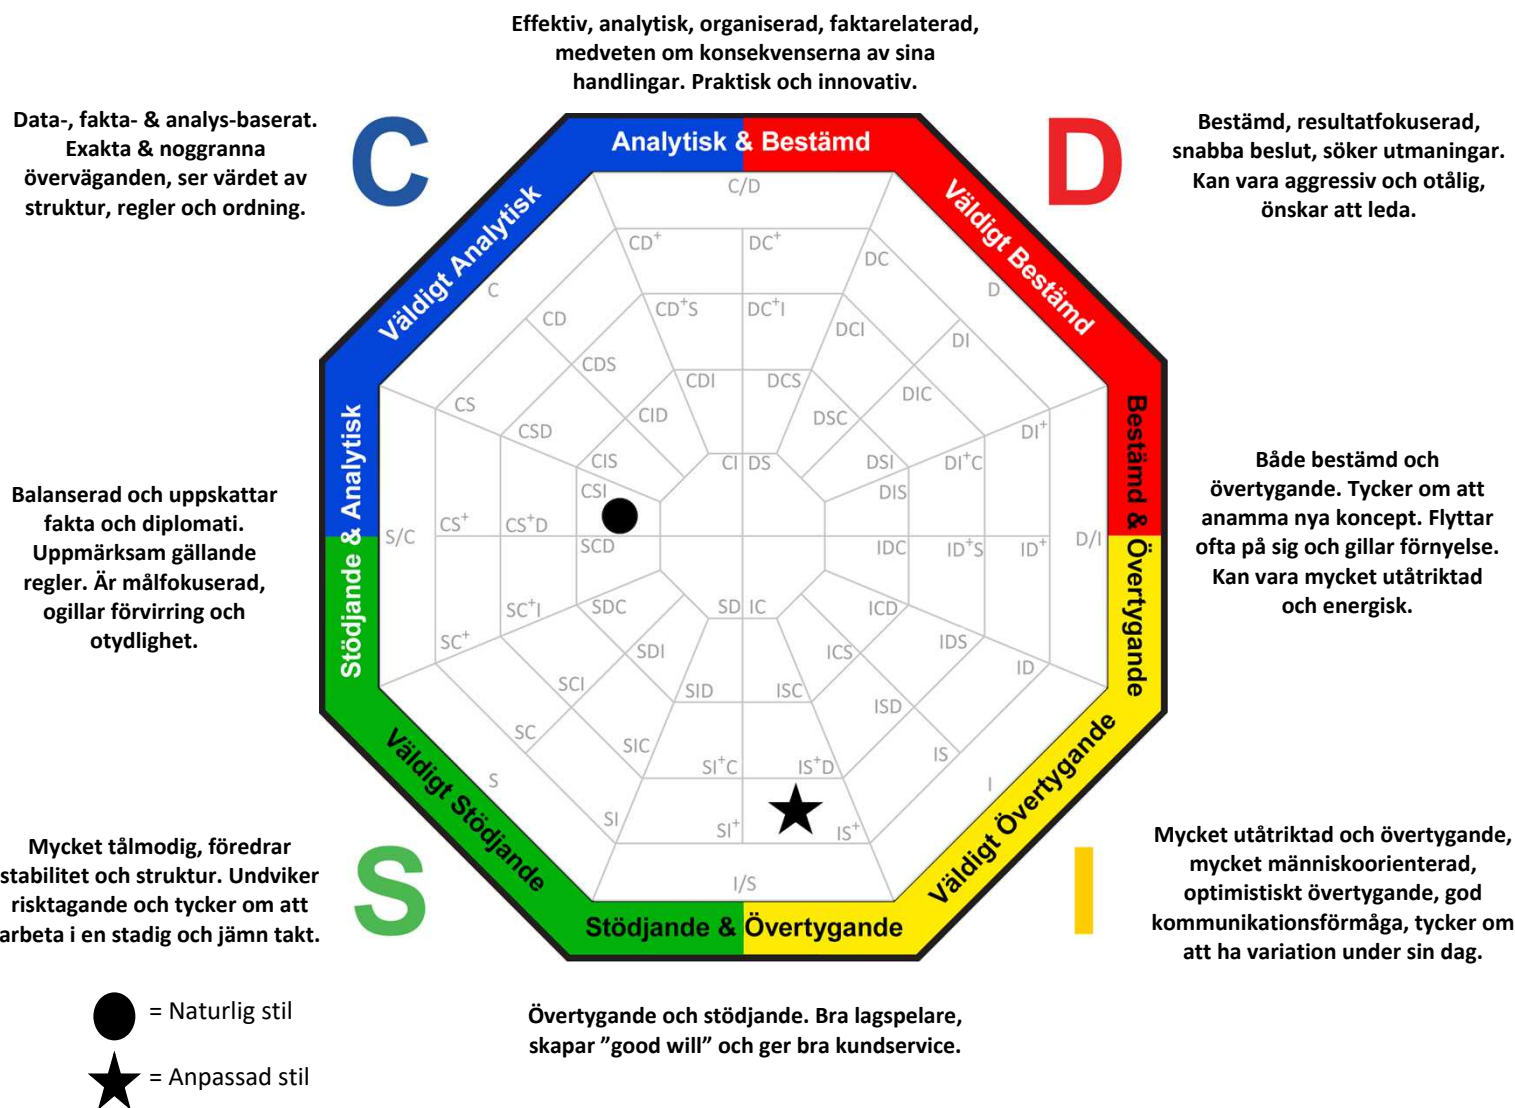 Effektiv, analytisk, organiserad, faktarelaterad,
medveten om konsekvenserna av sina
handlingar. Praktisk och innovativ.
Data-, fakta- & analys-baserat.
Exakta & noggranna
överväganden, ser värdet av
struktur, regler och ordning.
C
D
Bestämd, resultatfokuserad,
snabba beslut, söker utmaningar.
Kan vara aggressiv och otålig,
önskar att leda.
Analytisk & Bestämd
Väldigt Analytisk
Väldigt Bestämd
Stödjande & Analytisk
Bestämd & Övertygande
C/D
CD+
DC+
DC
C
D
CD
CD+S
DC+I
DCI
DI
CDS
CDI
DCS
DIC
CS
CID
DSC
DI+
CSD
CIS
CI
DS
DSI
DI+C
CSI
DIS
S/C
CS+
CS+D
SCD
IDC
ID+S
ID+
D/I
SC+I
SDC
SD
IC
ICD
SC+
SDI
ICS
IDS
ID
SCI
SID
ISC
ISD
SC
SIC
SI+C
IS+D
IS
S
I
SI
SI+
IS+
I/S
Balanserad och uppskattar
fakta och diplomati.
Uppmärksam gällande
regler. Är målfokuserad,
ogillar förvirring och
otydlighet.
Både bestämd och
övertygande. Tycker om att
anamma nya koncept. Flyttar
ofta på sig och gillar förnyelse.
Kan vara mycket utåtriktad
och energisk.
Väldigt Stödjande
Väldigt Övertygande
Stödjande & Övertygande
Mycket tålmodig, föredrar
stabilitet och struktur. Undviker
risktagande och tycker om att
arbeta i en stadig och jämn takt.
S
I
Mycket utåtriktad och övertygande,
mycket människoorienterad,
optimistiskt övertygande, god
kommunikationsförmåga, tycker om
att ha variation under sin dag.
= Naturlig stil
= Anpassad stil
Övertygande och stödjande. Bra lagspelare,
skapar ”good will” och ger bra kundservice.